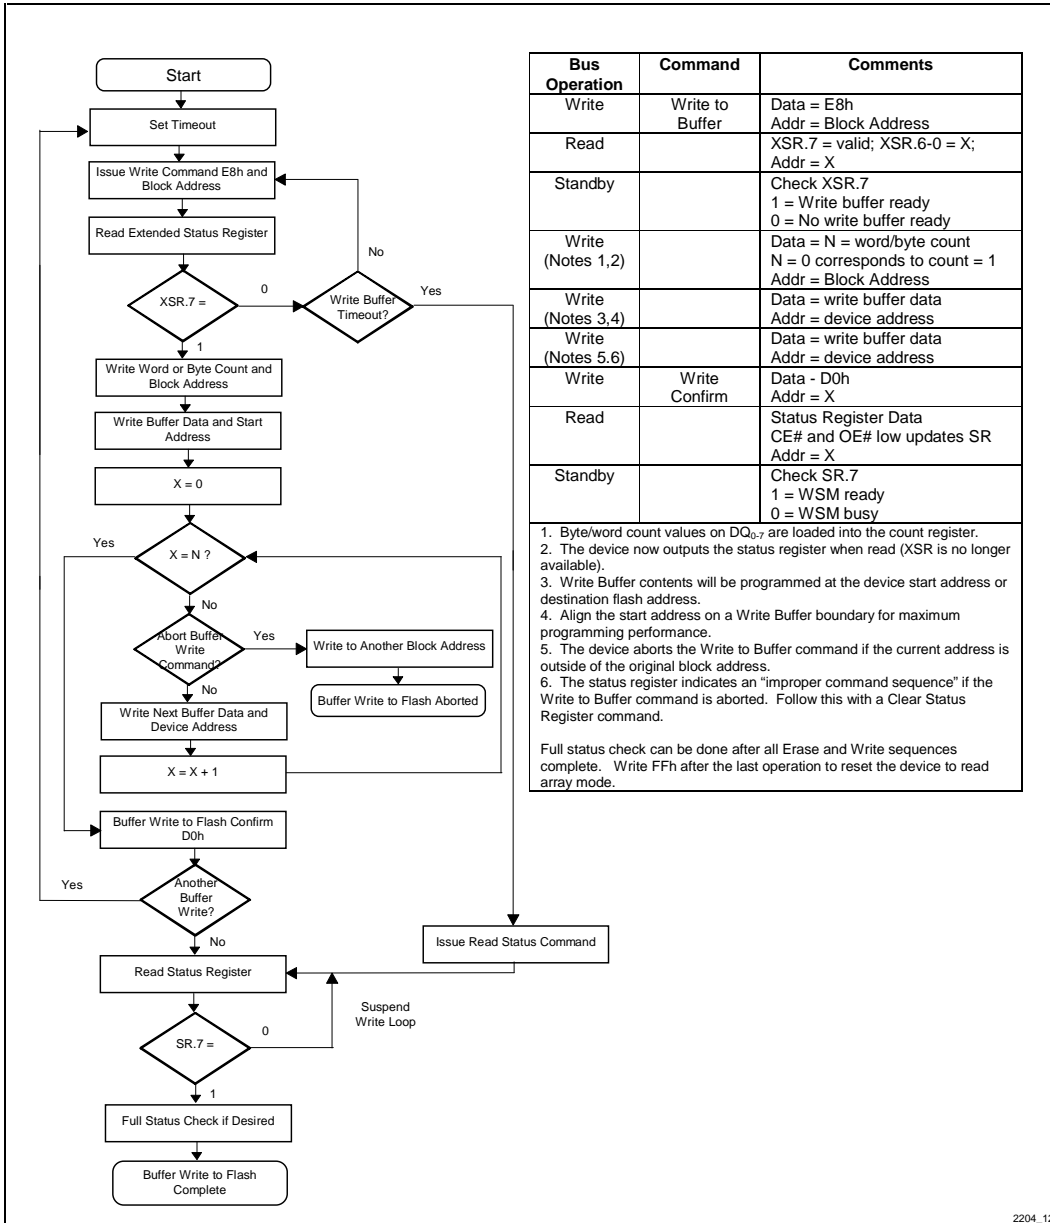 Start
Set Timeout
Issue Write Command E8h and
Block Address
Read Extended Status Register
No
XSR.7 =
0
Write Buffer
Timeout?
Yes
1
Write Word or Byte Count and
Block Address
Write Buffer Data and Start
Address
X = 0
Yes
X = N ?
No
Abort Buffer
Write
Command?
Yes
Write to Another Block Address
Buffer Write to Flash Aborted
No
Write Next Buffer Data and
Device Address
X = X + 1
Buffer Write to Flash Confirm
D0h
Yes
Another
Buffer
Write?
No
Issue Read Status Command
Read Status Register
Suspend
Write Loop
SR.7 =
0
1
Full Status Check if Desired
Buffer Write to Flash
Complete
Bus Operation Command Comments
Write Write to Buffer Data = E8h
Addr = Block Address
Read XSR.7 = valid; XSR.6-0 = X;
Addr = X
Standby Check XSR.7
1 = Write buffer ready
0 = No write buffer ready
Write Data = N = word/byte count
(Notes 1,2) N = 0 corresponds to count = 1
Addr = Block Address
Write Data = write buffer data
(Notes 3,4) Addr = device address
Write Data = write buffer data
(Notes 5.6) Addr = device address
Write Write Confirm Data - D0h
Addr = X
Read Status Register Data
CE# and OE# low updates SR
Addr = X
Standby Check SR.7
1 = WSM ready
0 = WSM busy
1. Byte/word count values on DQ0-7 are loaded into the count register.
2. The device now outputs the status register when read (XSR is no longer
available).
3. Write Buffer contents will be programmed at the device start address or
destination flash address.
4. Align the start address on a Write Buffer boundary for maximum
programming performance.
5. The device aborts the Write to Buffer command if the current address is
outside of the original block address.
6. The status register indicates an “improper command sequence” if the
Write to Buffer command is aborted. Follow this with a Clear Status
Register command.
Full status check can be done after all Erase and Write sequences
complete. Write FFh after the last operation to reset the device to read
array mode.
2204_12